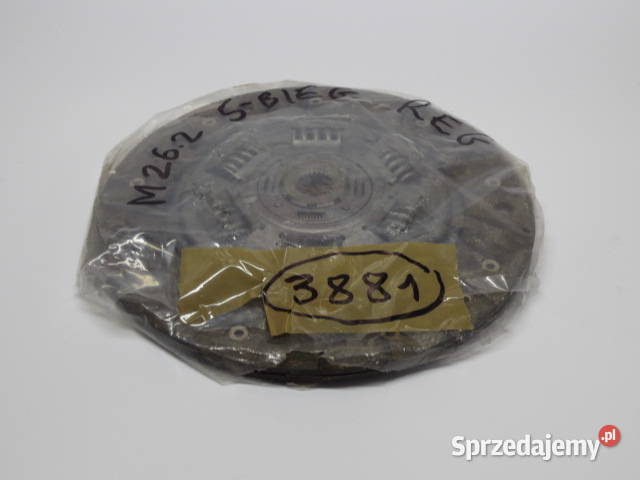 M26.2 5-BIEG REG
3881
Sprzedajemy.pl